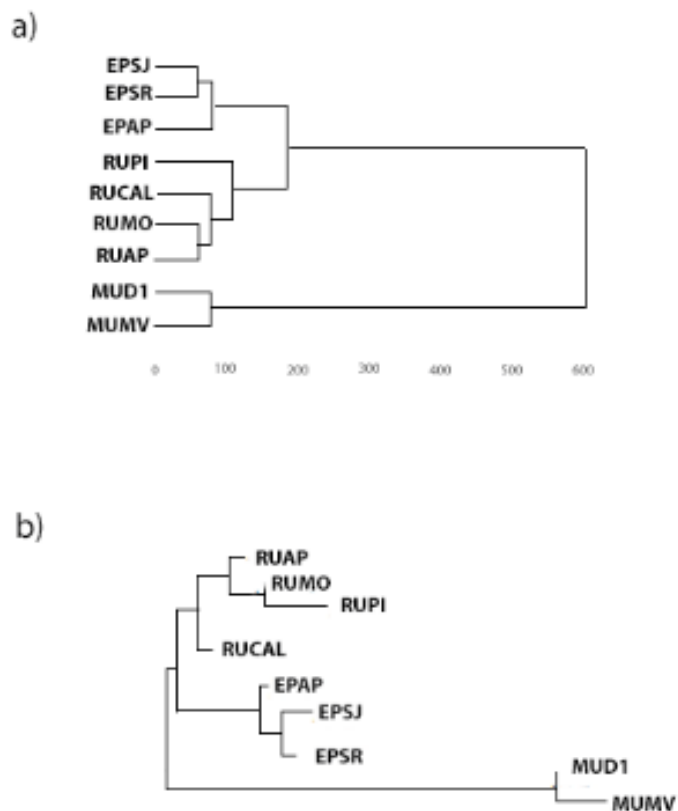 a)
EPSJ
EPSR
EPAP
RUPI
RUCAL
RUMO
RUAP
MUD1
MUMV
0 100 200 300 400 500 600
b)
RUAP
RUMO
RUPI
RUCAL
EPAP
EPSJ
EPSR
MUD1
MUMV